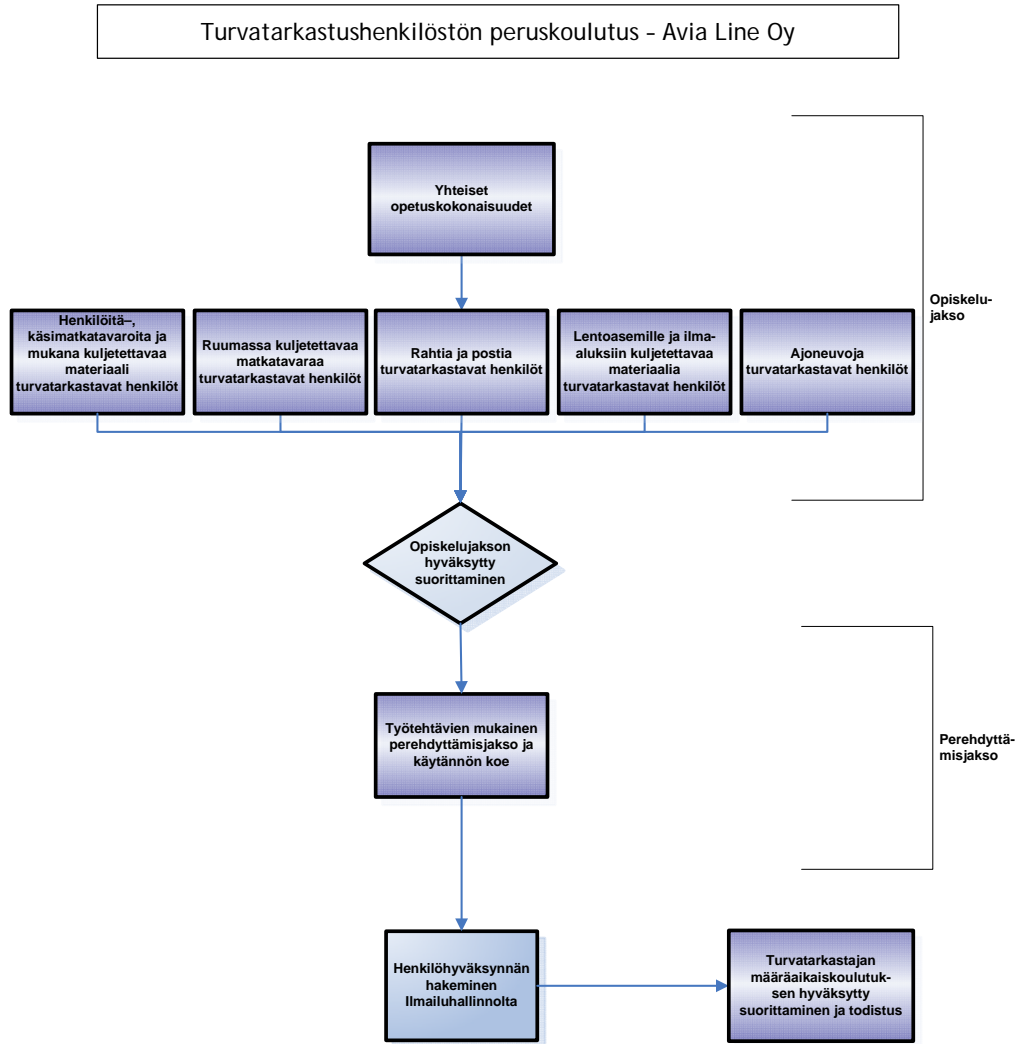 Turvatarkastushenkilöstön peruskoulutus - Avia Line Oy
Yhteiset
opetuskokonaisuudet
Opiskelu-
jakso
Henkilöitä–,
käsimatkatavaroita ja
mukana kuljetettavaa
materiaali
turvatarkastavat henkilöt
Ruumassa kuljetettavaa
matkatavaraa
turvatarkastavat henkilöt
Rahtia ja postia
turvatarkastavat henkilöt
Lentoasemille ja ilma-
aluksiin kuljetettavaa
materiaalia
turvatarkastavat henkilöt
Ajoneuvoja
turvatarkastavat henkilöt
Opiskelujakson
hyväksytty
suorittaminen
Työtehtävien mukainen
perehdyttämisjakso ja
käytännön koe
Perehdyttä-
misjakso
Henkilöhyväksynnän
hakeminen
Ilmailuhallinnolta
Turvatarkastajan
määräaikaiskoulutuk-
sen hyväksytty
suorittaminen ja todistus